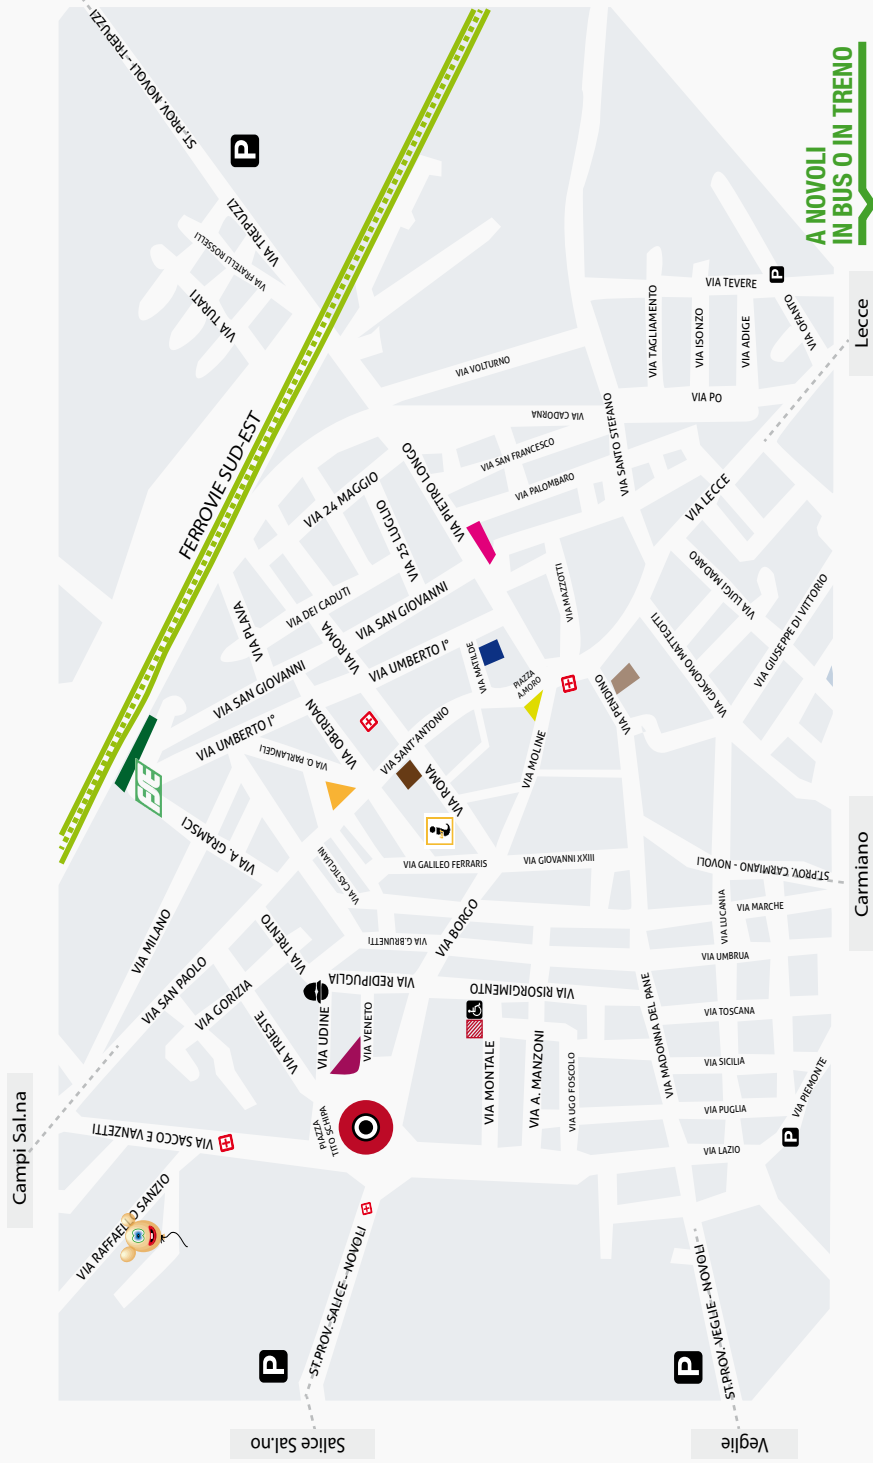 ST.PROV. NOVOLI - TREPUZZI
P
A NOVOLI
IN BUS O IN TRENO
VIA TREPUZZI
VIA FRATELLI ROSSELLI
VIA TURATI
VIA TEVERE
P
VIA OFANTO
Lecce
VIA TAGLIAMENTO
VIA ISONZO
VIA ADIGE
VIA VOLTURNO
VIA PO
VIA CADORNA
VIA SANTO STEFANO
FERROVIE SUD-EST
VIA SAN FRANCESCO
VIA PALOMBARO
VIA PIETRO LONGO
VIA 24 MAGGIO
VIA 25 LUGLIO
VIA LECCE
VIA LUIGI MADARO
VIA GIUSEPPE DI VITTORIO
VIA GIACOMO MATTEOTTI
VIA MAZZOTTI
VIA DEI CADUTI
VIA SAN GIOVANNI
VIA PLAVA
VIA ROMA
VIA UMBERTO I°
VIA MATILDE
PIAZZA
A.MORO
VIA PENDINO
VIA SAN GIOVANNI
VIA UMBERTO I°
VIA OBERDAN
VIA O. PARLANGELI
VIA SANT'ANTONIO
VIA ROMA
VIA MOLINE
i
VIA A. GRAMSCI
VIA CASTIGLIANI
VIA GALILEO FERRARIS
VIA GIOVANNI XXIII
ST.PROV. CARMIANO - NOVOLI
Carmiano
VIA MARCHE
VIA LUCANIA
VIA UMBRUA
VIA MILANO
VIA TRENTO
VIA G.BRUNETTI
VIA BORGO
VIA SAN PAOLO
VIA GORIZIA
VIA REDIPUGLIA
VIA RISORGIMENTO
VIA TRIESTE
VIA UDINE
VIA VENETO
VIA MONTALE
VIA A. MANZONI
VIA UGO FOSCOLO
VIA MADONNA DEL PANE
VIA TOSCANA
VIA SICILIA
VIA PUGLIA
VIA PIEMONTE
VIA LAZIO
P
Campi Sal.na
VIA SACCO E VANZETTI
PIAZZA
TITO SCHIPA
VIA RAFFAELLO SANZIO
ST.PROV. SALICE - NOVOLI
ST.PROV. VEGLIE - NOVOLI
P
P
Salice Sal.no
Veglie